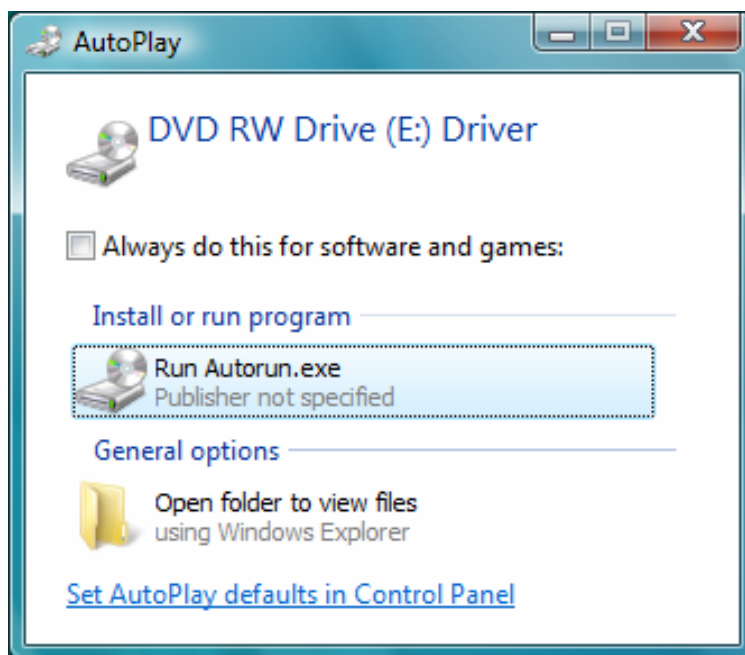 AutoPlay
DVD RW Drive (E:) Driver
Always do this for software and games:
Install or run program
Run Autorun.exe
Publisher not specified
General options
Open folder to view files
using Windows Explorer
Set AutoPlay defaults in Control Panel